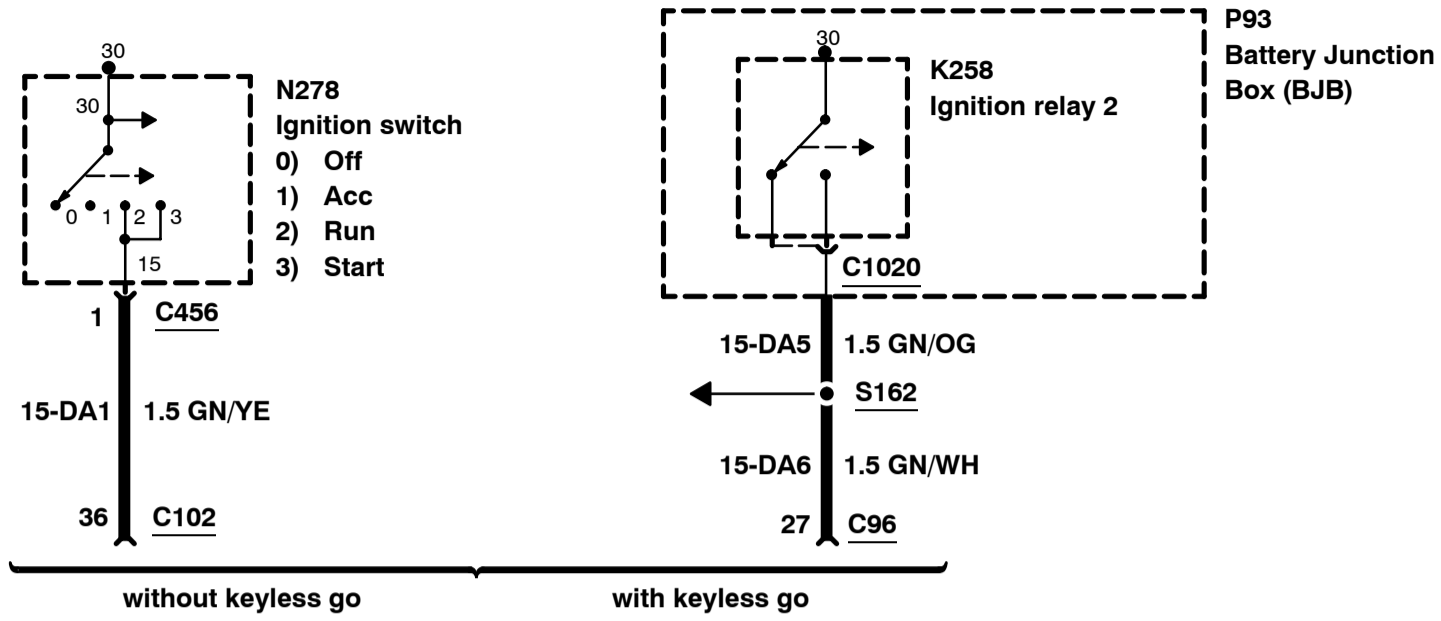 30
30
N278
Ignition switch
0) Off
1) Acc
2) Run
3) Start
0 1 2 3
15
1 C456
15-DA1 1.5 GN/YE
36 C102
without keyless go
P93
Battery Junction
Box (BJB)
30
K258
Ignition relay 2
C1020
15-DA5 1.5 GN/OG
S162
15-DA6 1.5 GN/WH
27 C96
with keyless go